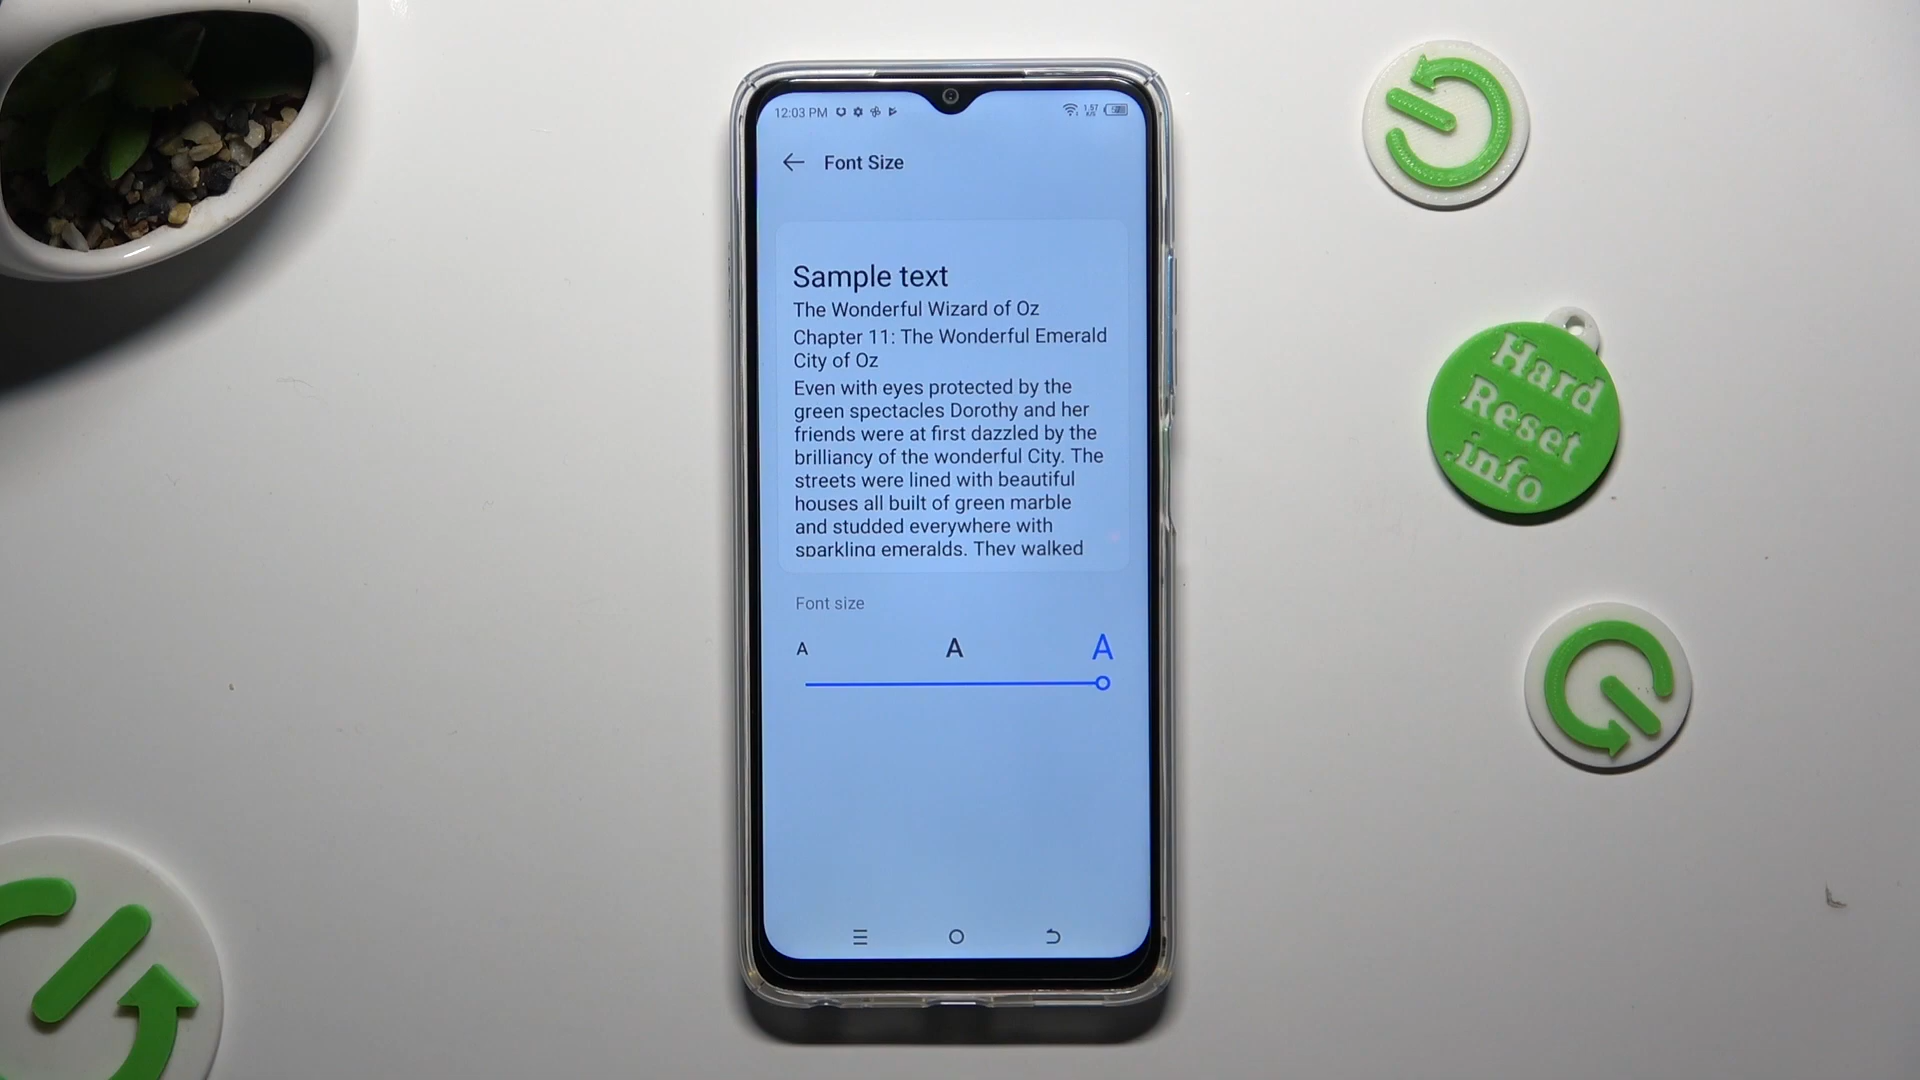 12:03 PM
1.57
K/S
Font Size
Sample text
The Wonderful Wizard of Oz
Chapter 11: The Wonderful Emerald
City of Oz
Even with eyes protected by the
green spectacles Dorothy and her
friends were at first dazzled by the
brilliancy of the wonderful City. The
streets were lined with beautiful
houses all built of green marble
and studded everywhere with
sparkling emeralds. They walked
Font size
A A A
Hard
Reset
.info